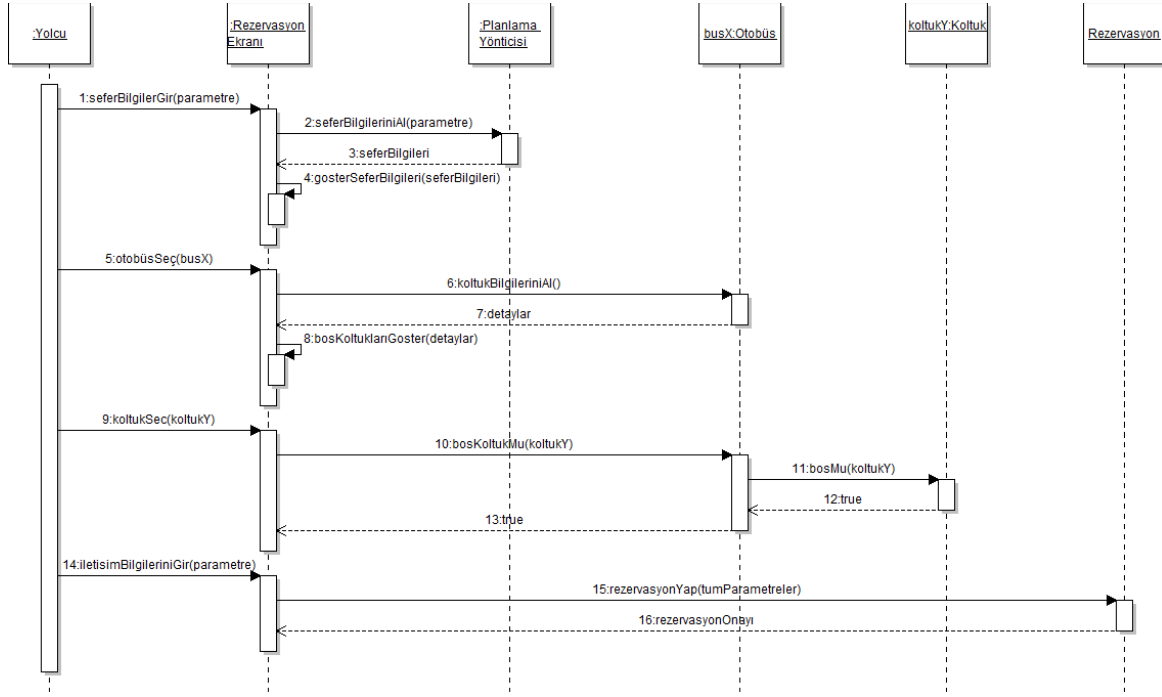 :Yolcu
:Rezervasyon
Ekranı
:Planlama
Yönticisi
busX:Otobüs
koltukY:Koltuk
Rezervasyon
1:seferBilgilerGir(parametre)
2:seferBilgileriniAl(parametre)
3:seferBilgileri
4:gosterSeferBilgileri(seferBilgileri)
5:otobüsSeç(busX)
6:koltukBilgileriniAl()
7:detaylar
8:bosKoltuklarıGoster(detaylar)
9:koltukSec(koltukY)
10:bosKoltukMu(koltukY)
11:bosMu(koltukY)
12:true
13:true
14:iletisimBilgileriniGir(parametre)
15:rezervasyonYap(tumParametreler)
16:rezervasyonOnayı